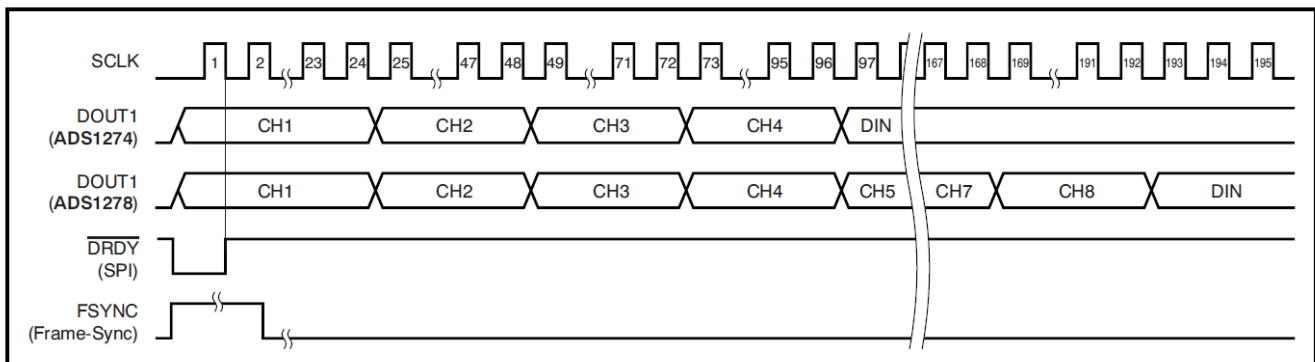 SCLK 1 2 23 24 25 47 48 49 71 72 73 95 96 97 167 168 169 191 192 193 194 195
DOUT1
(ADS1274) CH1 CH2 CH3 CH4 DIN
DOUT1
(ADS1278) CH1 CH2 CH3 CH4 CH5 CH7 CH8 DIN
DRDY
(SPI)
FSYNC
(Frame-Sync)